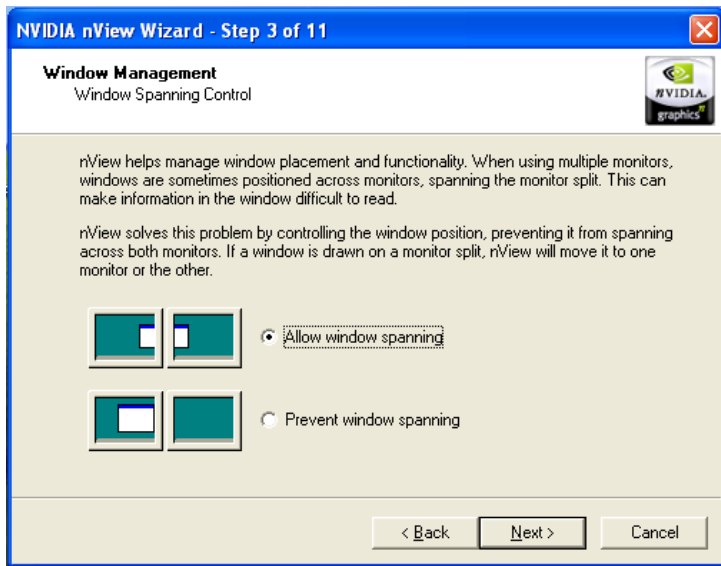 NVIDIA nView Wizard - Step 3 of 11
Window Management
Window Spanning Control
nVIDIA.
graphics n
nView helps manage window placement and functionality. When using multiple monitors,
windows are sometimes positioned across monitors, spanning the monitor split. This can
make information in the window difficult to read.
nView solves this problem by controlling the window position, preventing it from spanning
across both monitors. If a window is drawn on a monitor split, nView will move it to one
monitor or the other.
Allow window spanning
Prevent window spanning
< Back Next > Cancel